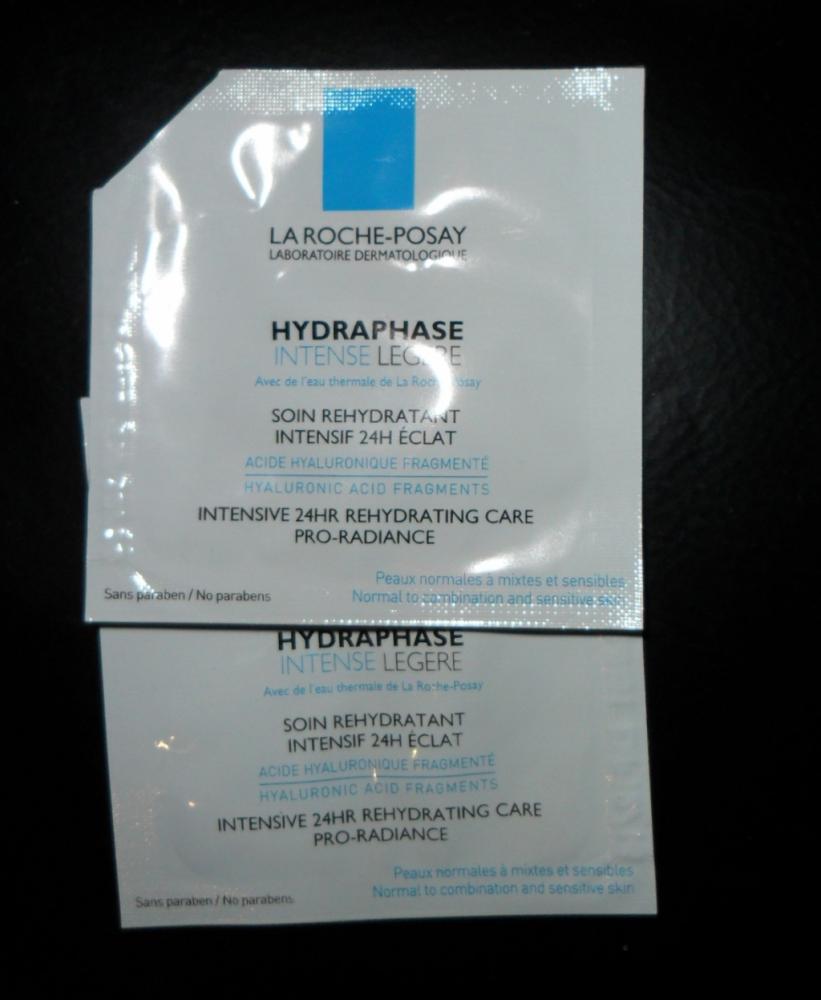 LA ROCHE-POSAY
LABORATOIRE DERMATOLOGIQUE
HYDRAPHASE
INTENSE LEGERE
Avec de l'eau thermale de La Roche-Posay
SOIN REHYDRATANT
INTENSIF 24H ÉCLAT
ACIDE HYALURONIQUE FRAGMENTÉ
HYALURONIC ACID FRAGMENTS
INTENSIVE 24HR REHYDRATING CARE
PRO-RADIANCE
Peaux normales à mixtes et sensibles
Sans paraben / No parabens
Normal to combination and sensitive skin
HYDRAPHASE
INTENSE LEGERE
Avec de l'eau thermale de La Roche-Posay
SOIN REHYDRATANT
INTENSIF 24H ÉCLAT
ACIDE HYALURONIQUE FRAGMENTÉ
HYALURONIC ACID FRAGMENTS
INTENSIVE 24HR REHYDRATING CARE
PRO-RADIANCE
Peaux normales à mixtes et sensibles
Normal to combination and sensitive skin
Sans paraben / No parabens